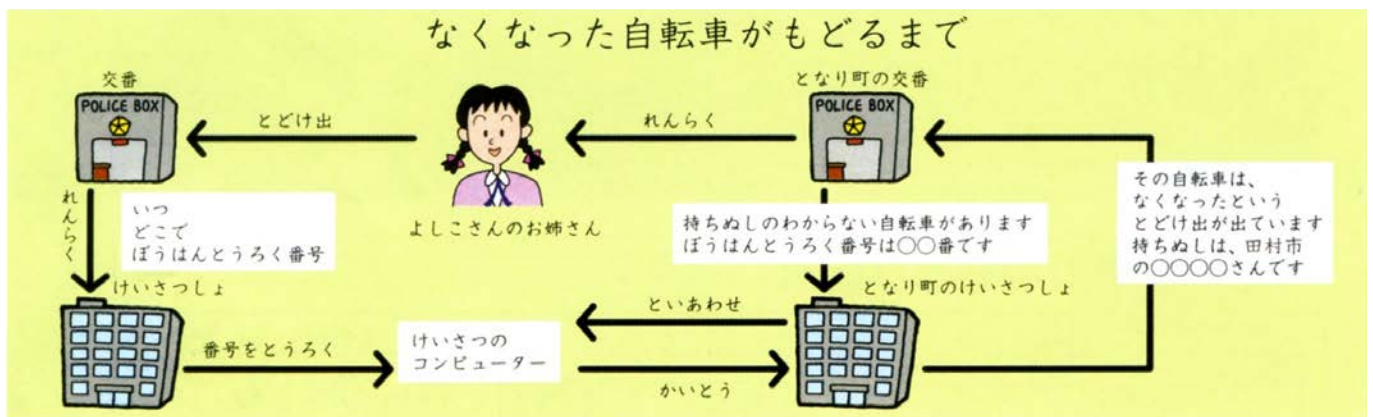 なくなった自転車がもどるまで
交番
POLICE BOX
とどけ出
よしこさんのお姉さん
れんらく
となり町の交番
POLICE BOX
れんらく
いつ
どこで
ぼうはんとうろく番号
持ちぬしのわからない自転車があります
ぼうはんとうろく番号は〇〇番です
その自転車は、
なくなったという
とどけ出が出ています
持ちぬしは、田村市
の〇〇〇〇さんです
けいさつしょ
番号をとうろく
けいさつの
コンピューター
といあわせ
かいとう
となり町のけいさつしょ